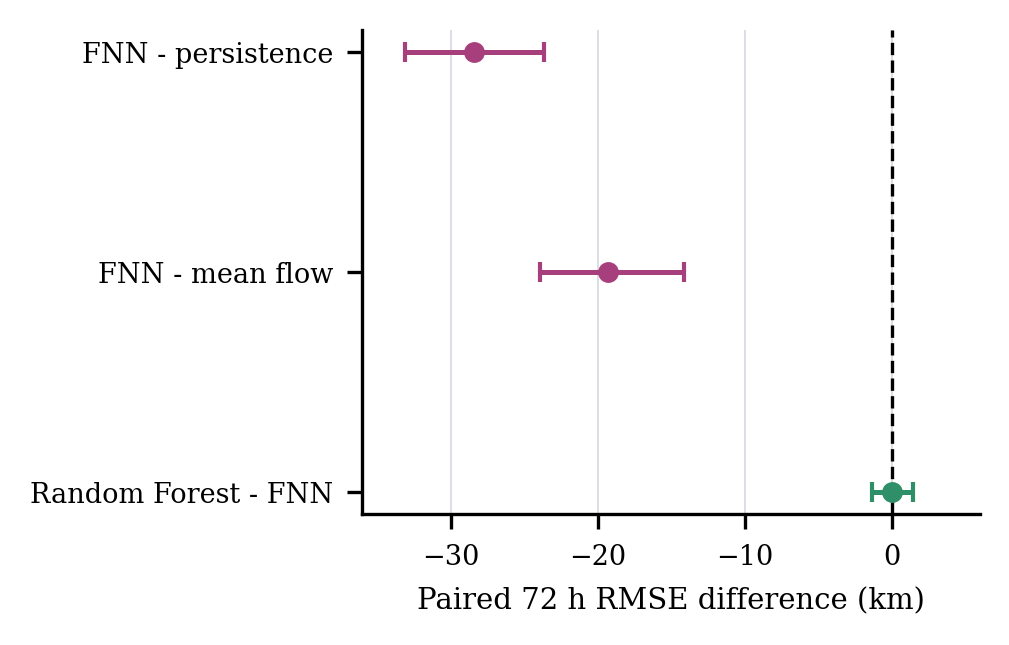 FNN - persistence
FNN - mean flow
Random Forest - FNN
−30 −20 −10 0
Paired 72 h RMSE difference (km)